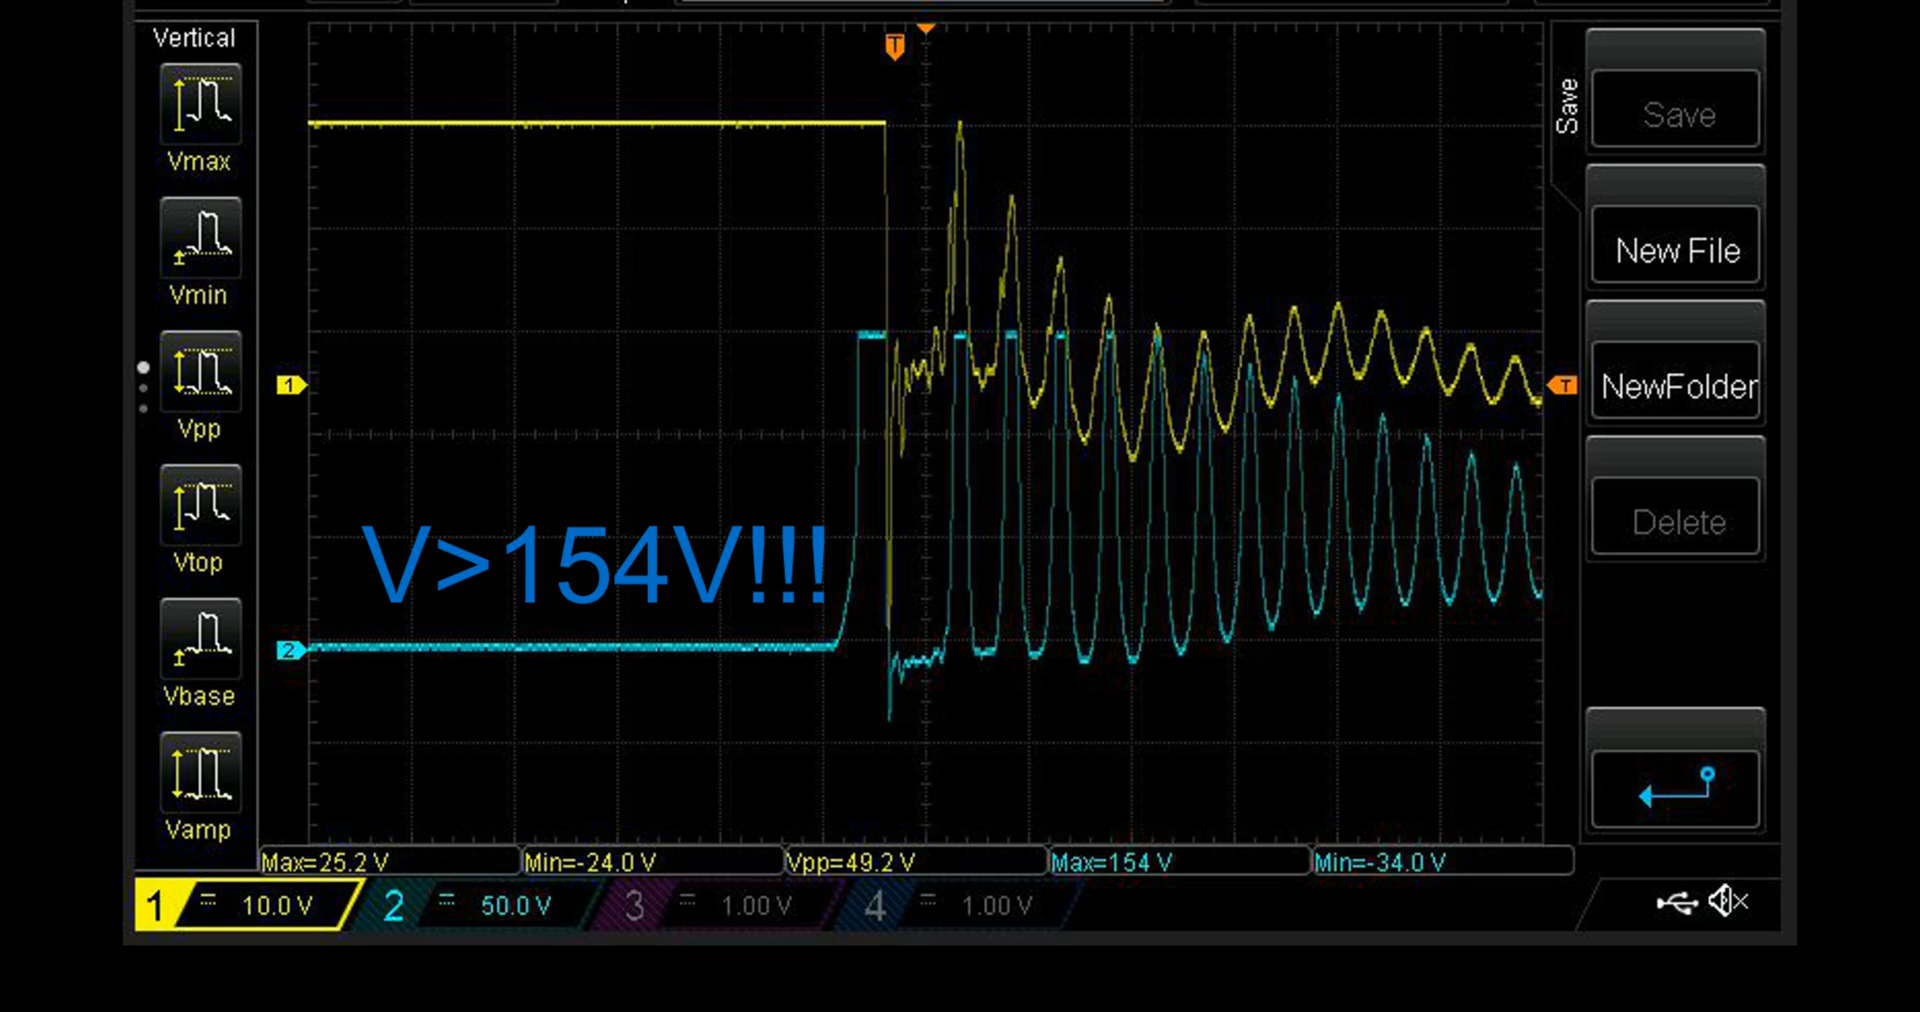 Vertical
Vmax
Vmin
Vpp
Vtop
Vbase
Vamp
T
1
2
T
V>154V!!!
Save
Save
New File
NewFolder
Delete
Max=25.2 V
Min=-24.0 V
Vpp=49.2 V
Max=154 V
Min=-34.0 V
1 10.0 V
2 50.0 V
3 1.00 V
4 1.00 V